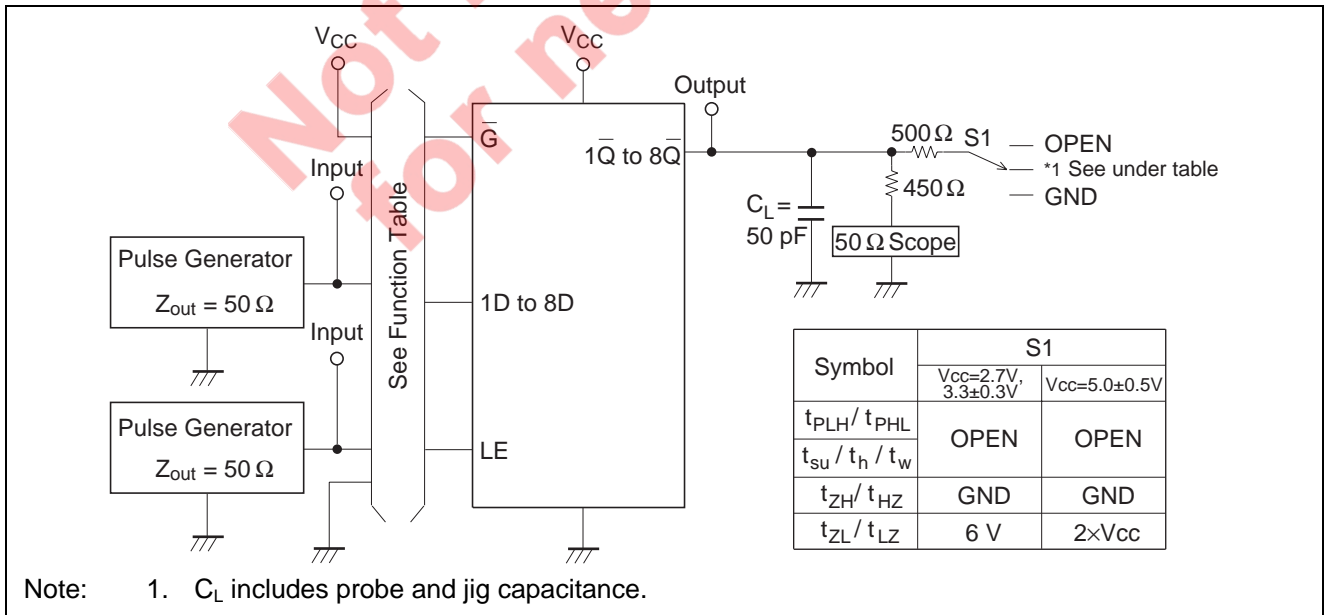 Not
for ne
VCC
VCC
Output
G̅
1Q̅ to 8Q̅
500 Ω
S1
OPEN
*1 See under table
GND
Input
450 Ω
CL =
50 pF
50 Ω Scope
See Function Table
Pulse Generator
Zout = 50 Ω
1D to 8D
Input
Pulse Generator
Zout = 50 Ω
LE
Symbol
S1
Vcc=2.7V,
3.3±0.3V
Vcc=5.0±0.5V
tPLH / tPHL
OPEN
OPEN
tsu / th / tw
tZH / tHZ
GND
GND
tZL / tLZ
6 V
2×Vcc
Note: 1. CL includes probe and jig capacitance.